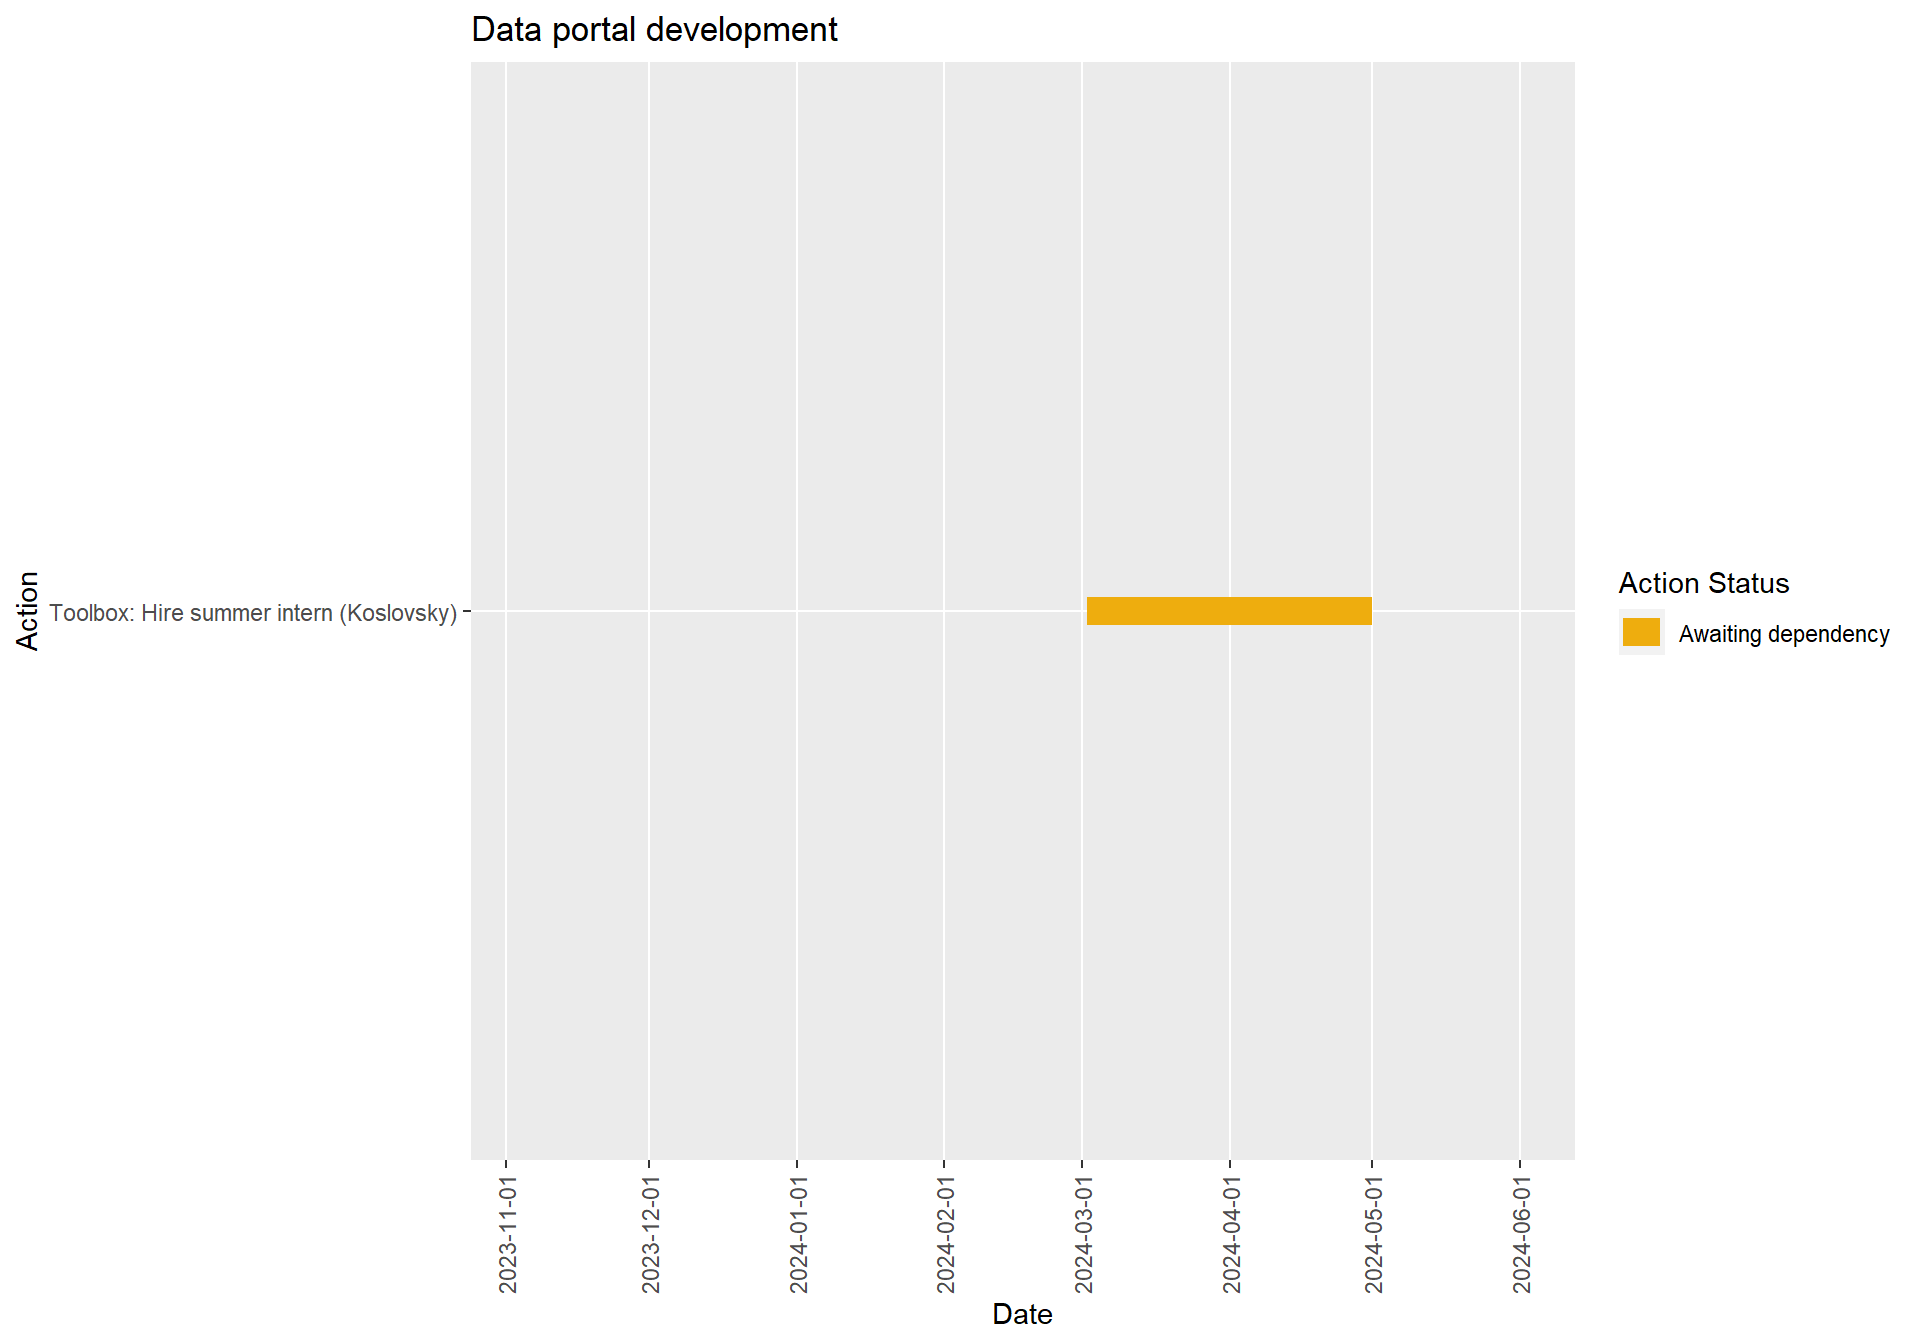 Data portal development
Action
Toolbox: Hire summer intern (Koslovsky)
Action Status
Awaiting dependency
2023-11-01
2023-12-01
2024-01-01
2024-02-01
2024-03-01
2024-04-01
2024-05-01
2024-06-01
Date